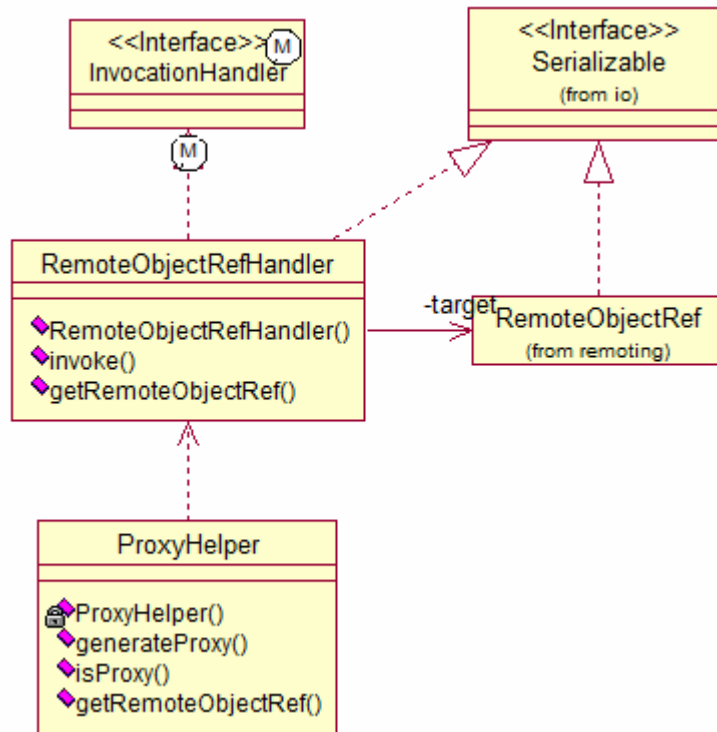 <<Interface>>
InvocationHandler
M
M
<<Interface>>
Serializable
(from io)
RemoteObjectRefHandler
RemoteObjectRefHandler()
invoke()
getRemoteObjectRef()
-target
RemoteObjectRef
(from remoting)
ProxyHelper
ProxyHelper()
generateProxy()
isProxy()
getRemoteObjectRef()